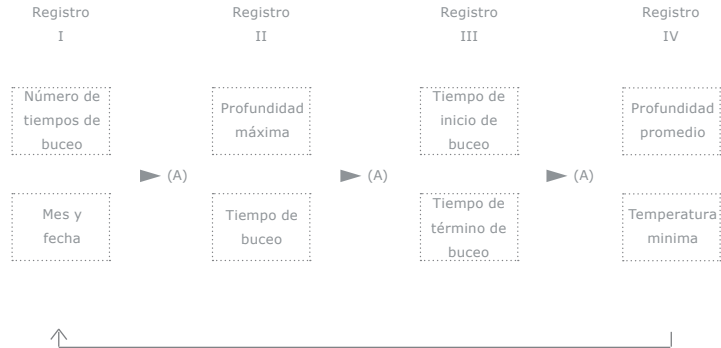 Registro
I
Registro
II
Registro
III
Registro
IV
Número de
tiempos de
buceo
Profundidad
máxima
Tiempo de
inicio de
buceo
Profundidad
promedio
(A)
(A)
(A)
Mes y
fecha
Tiempo de
buceo
Tiempo de
término de
buceo
Temperatura
minima